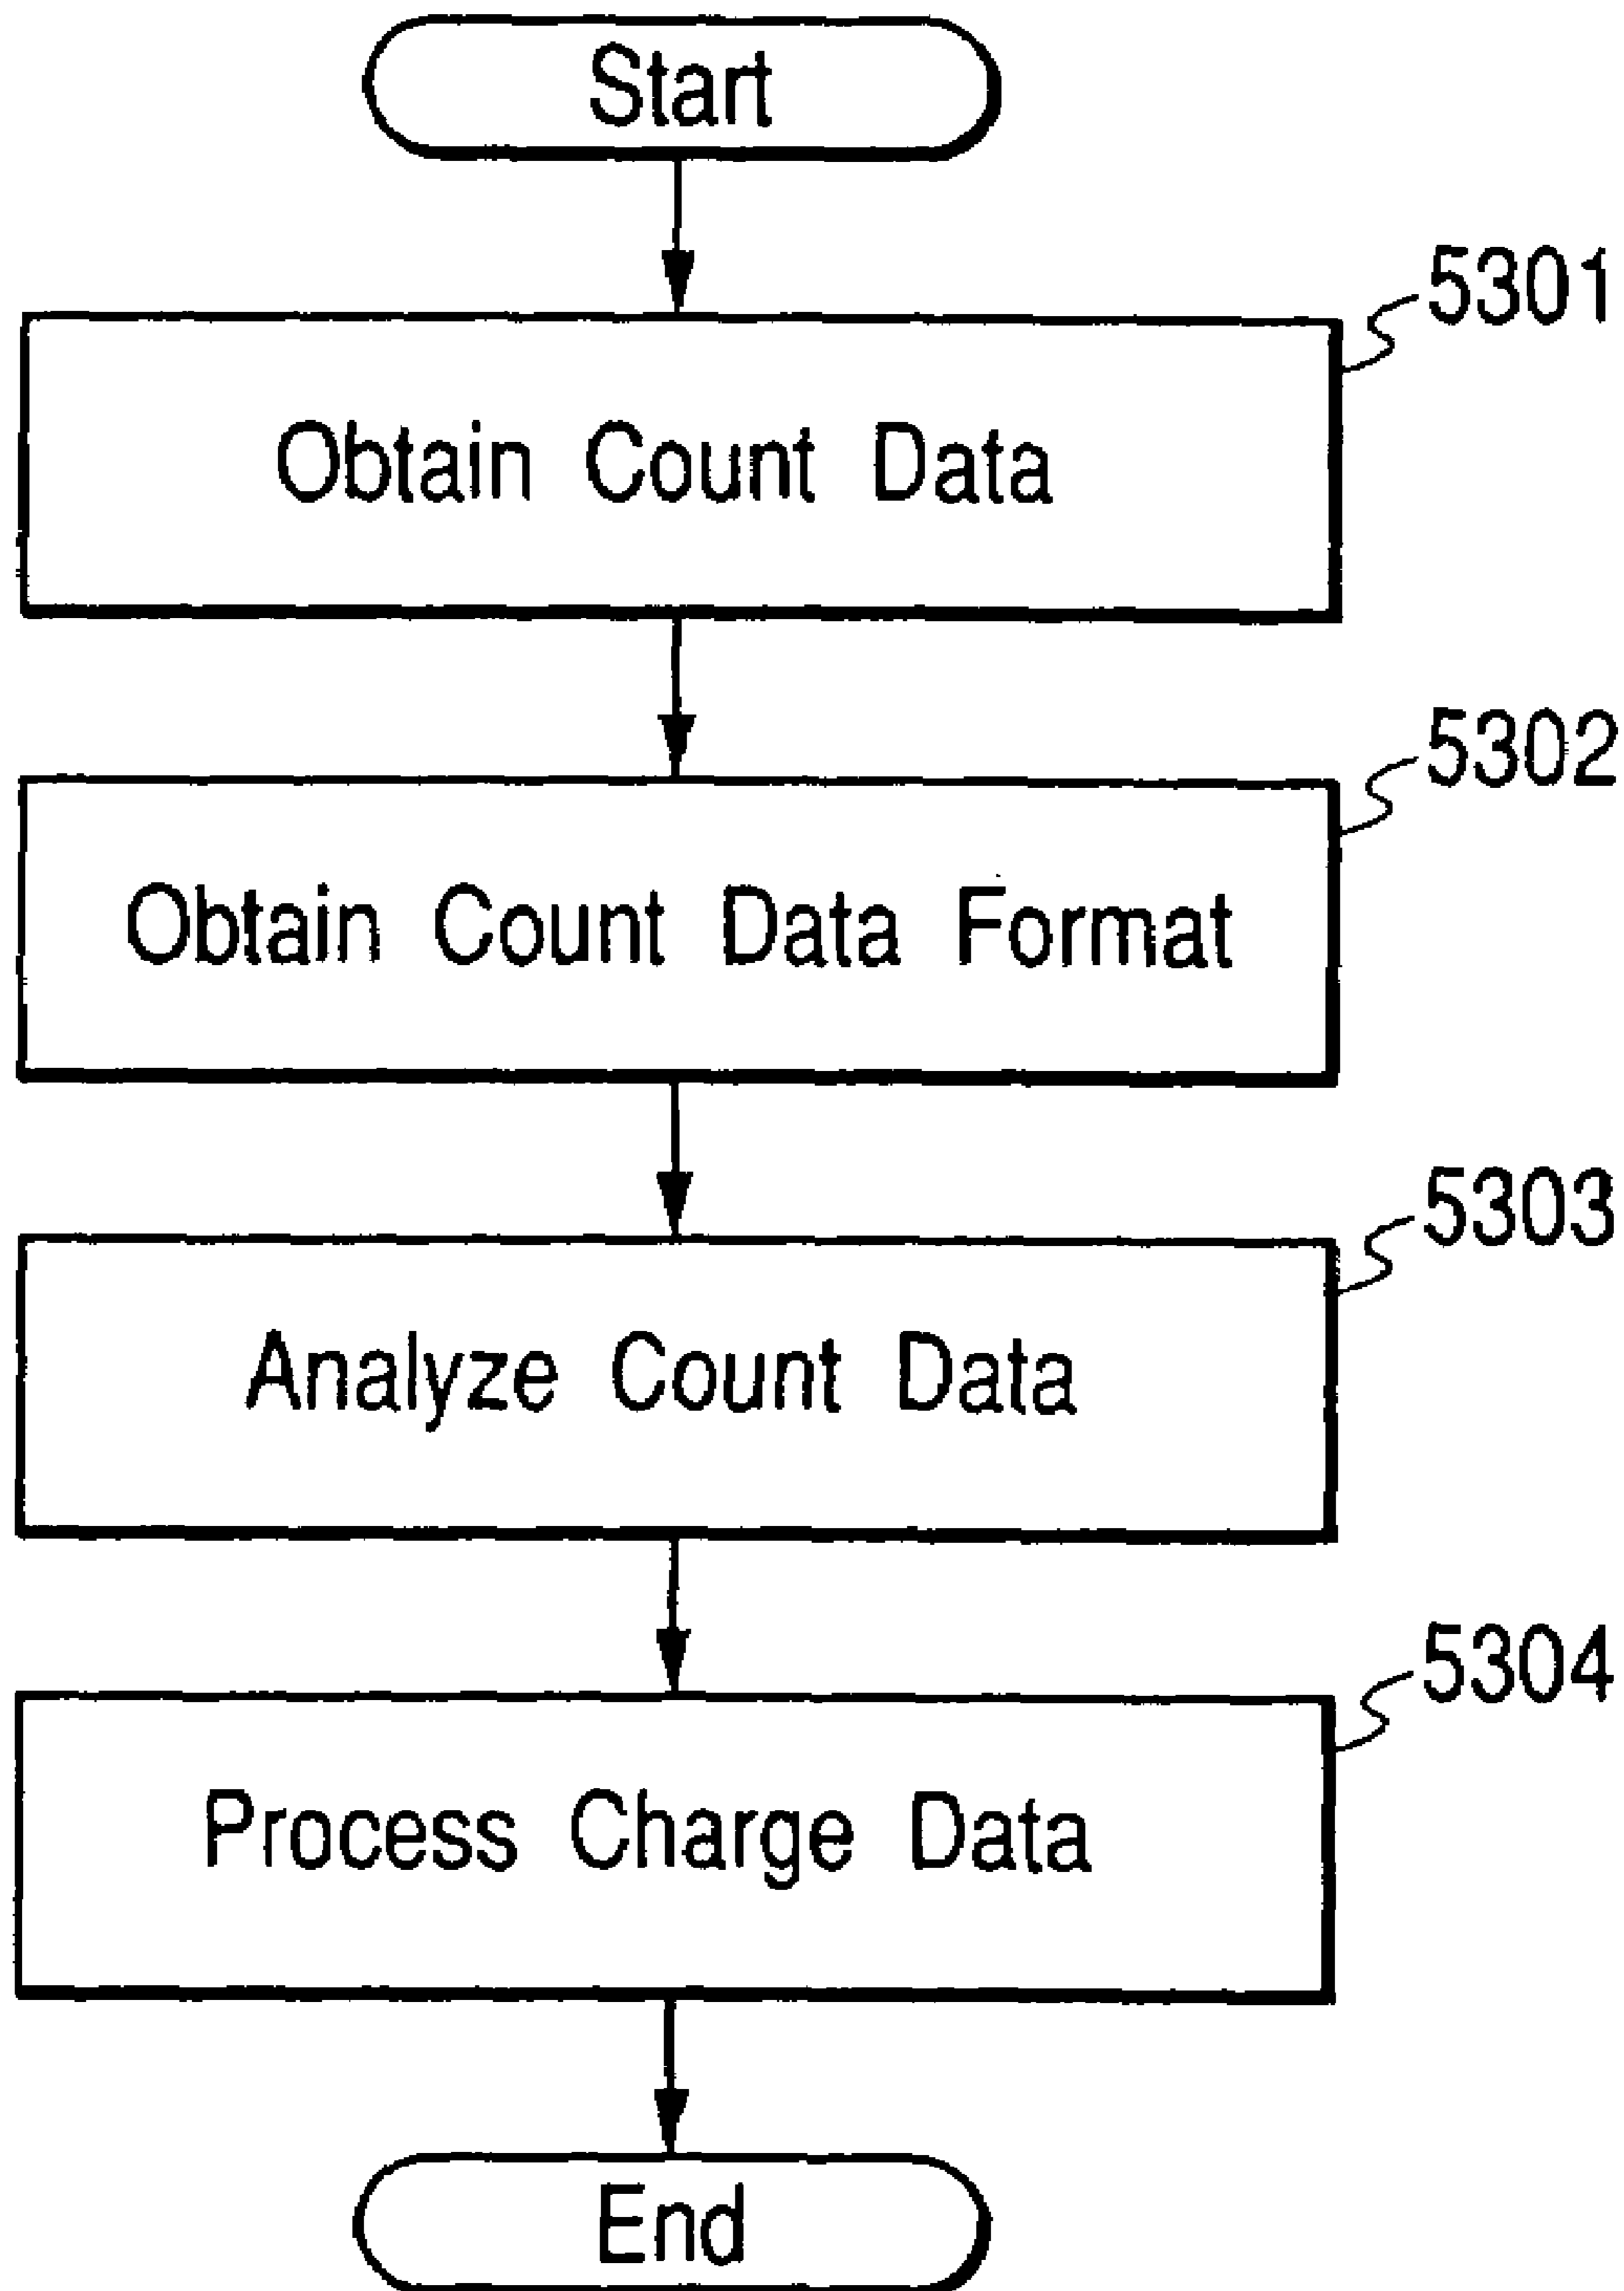 Start
5301
Obtain Count Data
5302
Obtain Count Data Format
5303
Analyze Count Data
5304
Process Charge Data
End